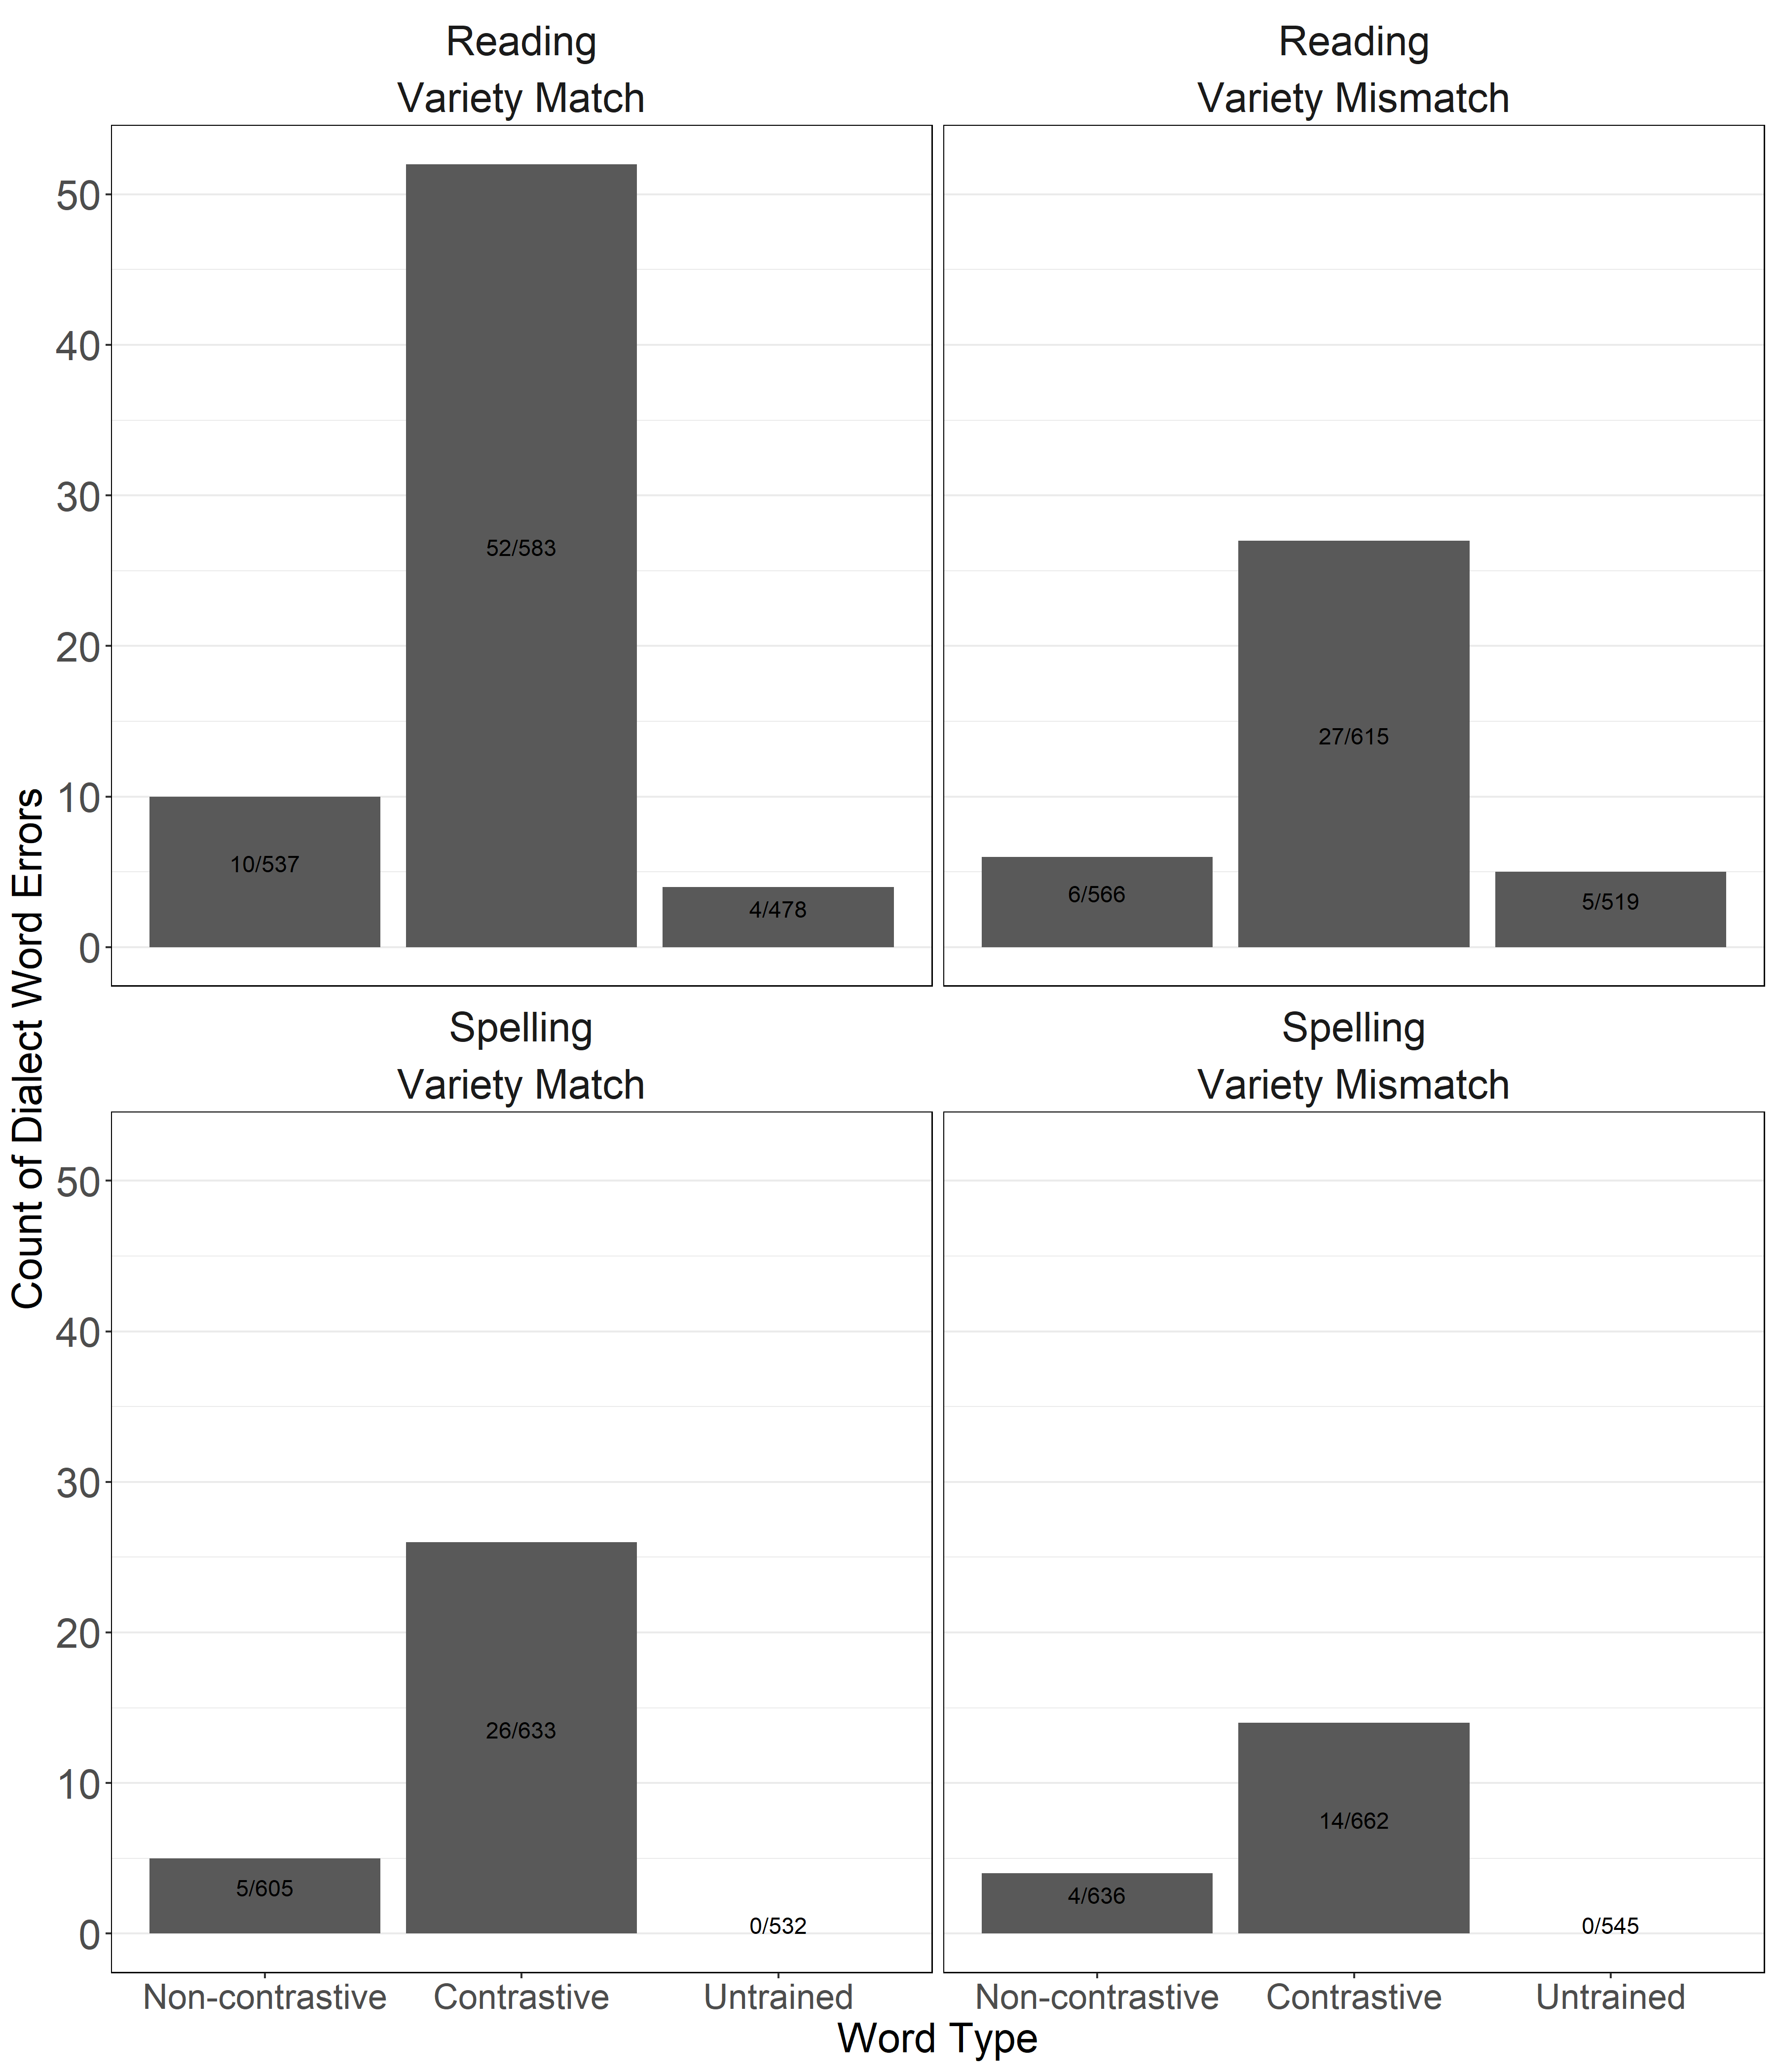 Reading
Variety Match
Reading
Variety Mismatch
50
40
30
20
10
0
52/583
10/537
4/478
27/615
6/566
5/519
Count of Dialect Word Errors
Spelling
Variety Match
Spelling
Variety Mismatch
50
40
30
20
10
0
26/633
5/605
0/532
14/662
4/636
0/545
Non-contrastive Contrastive Untrained
Non-contrastive Contrastive Untrained
Word Type